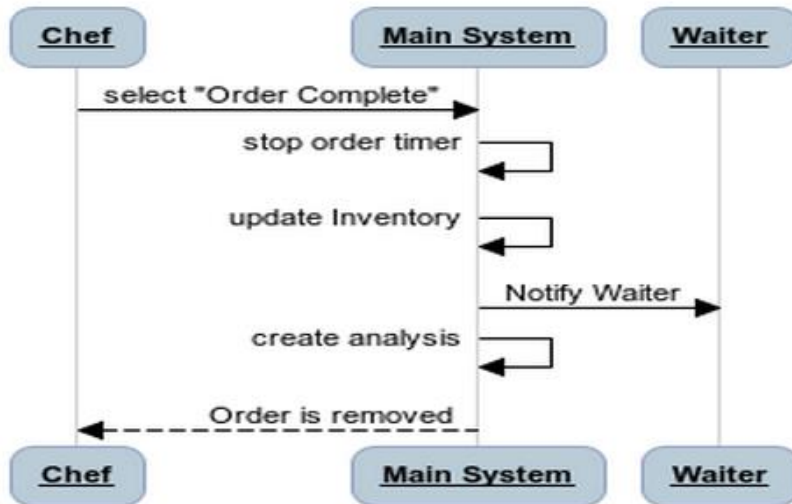 Chef Main System Waiter
select "Order Complete"
stop order timer
update Inventory
Notify Waiter
create analysis
Order is removed
Chef Main System Waiter